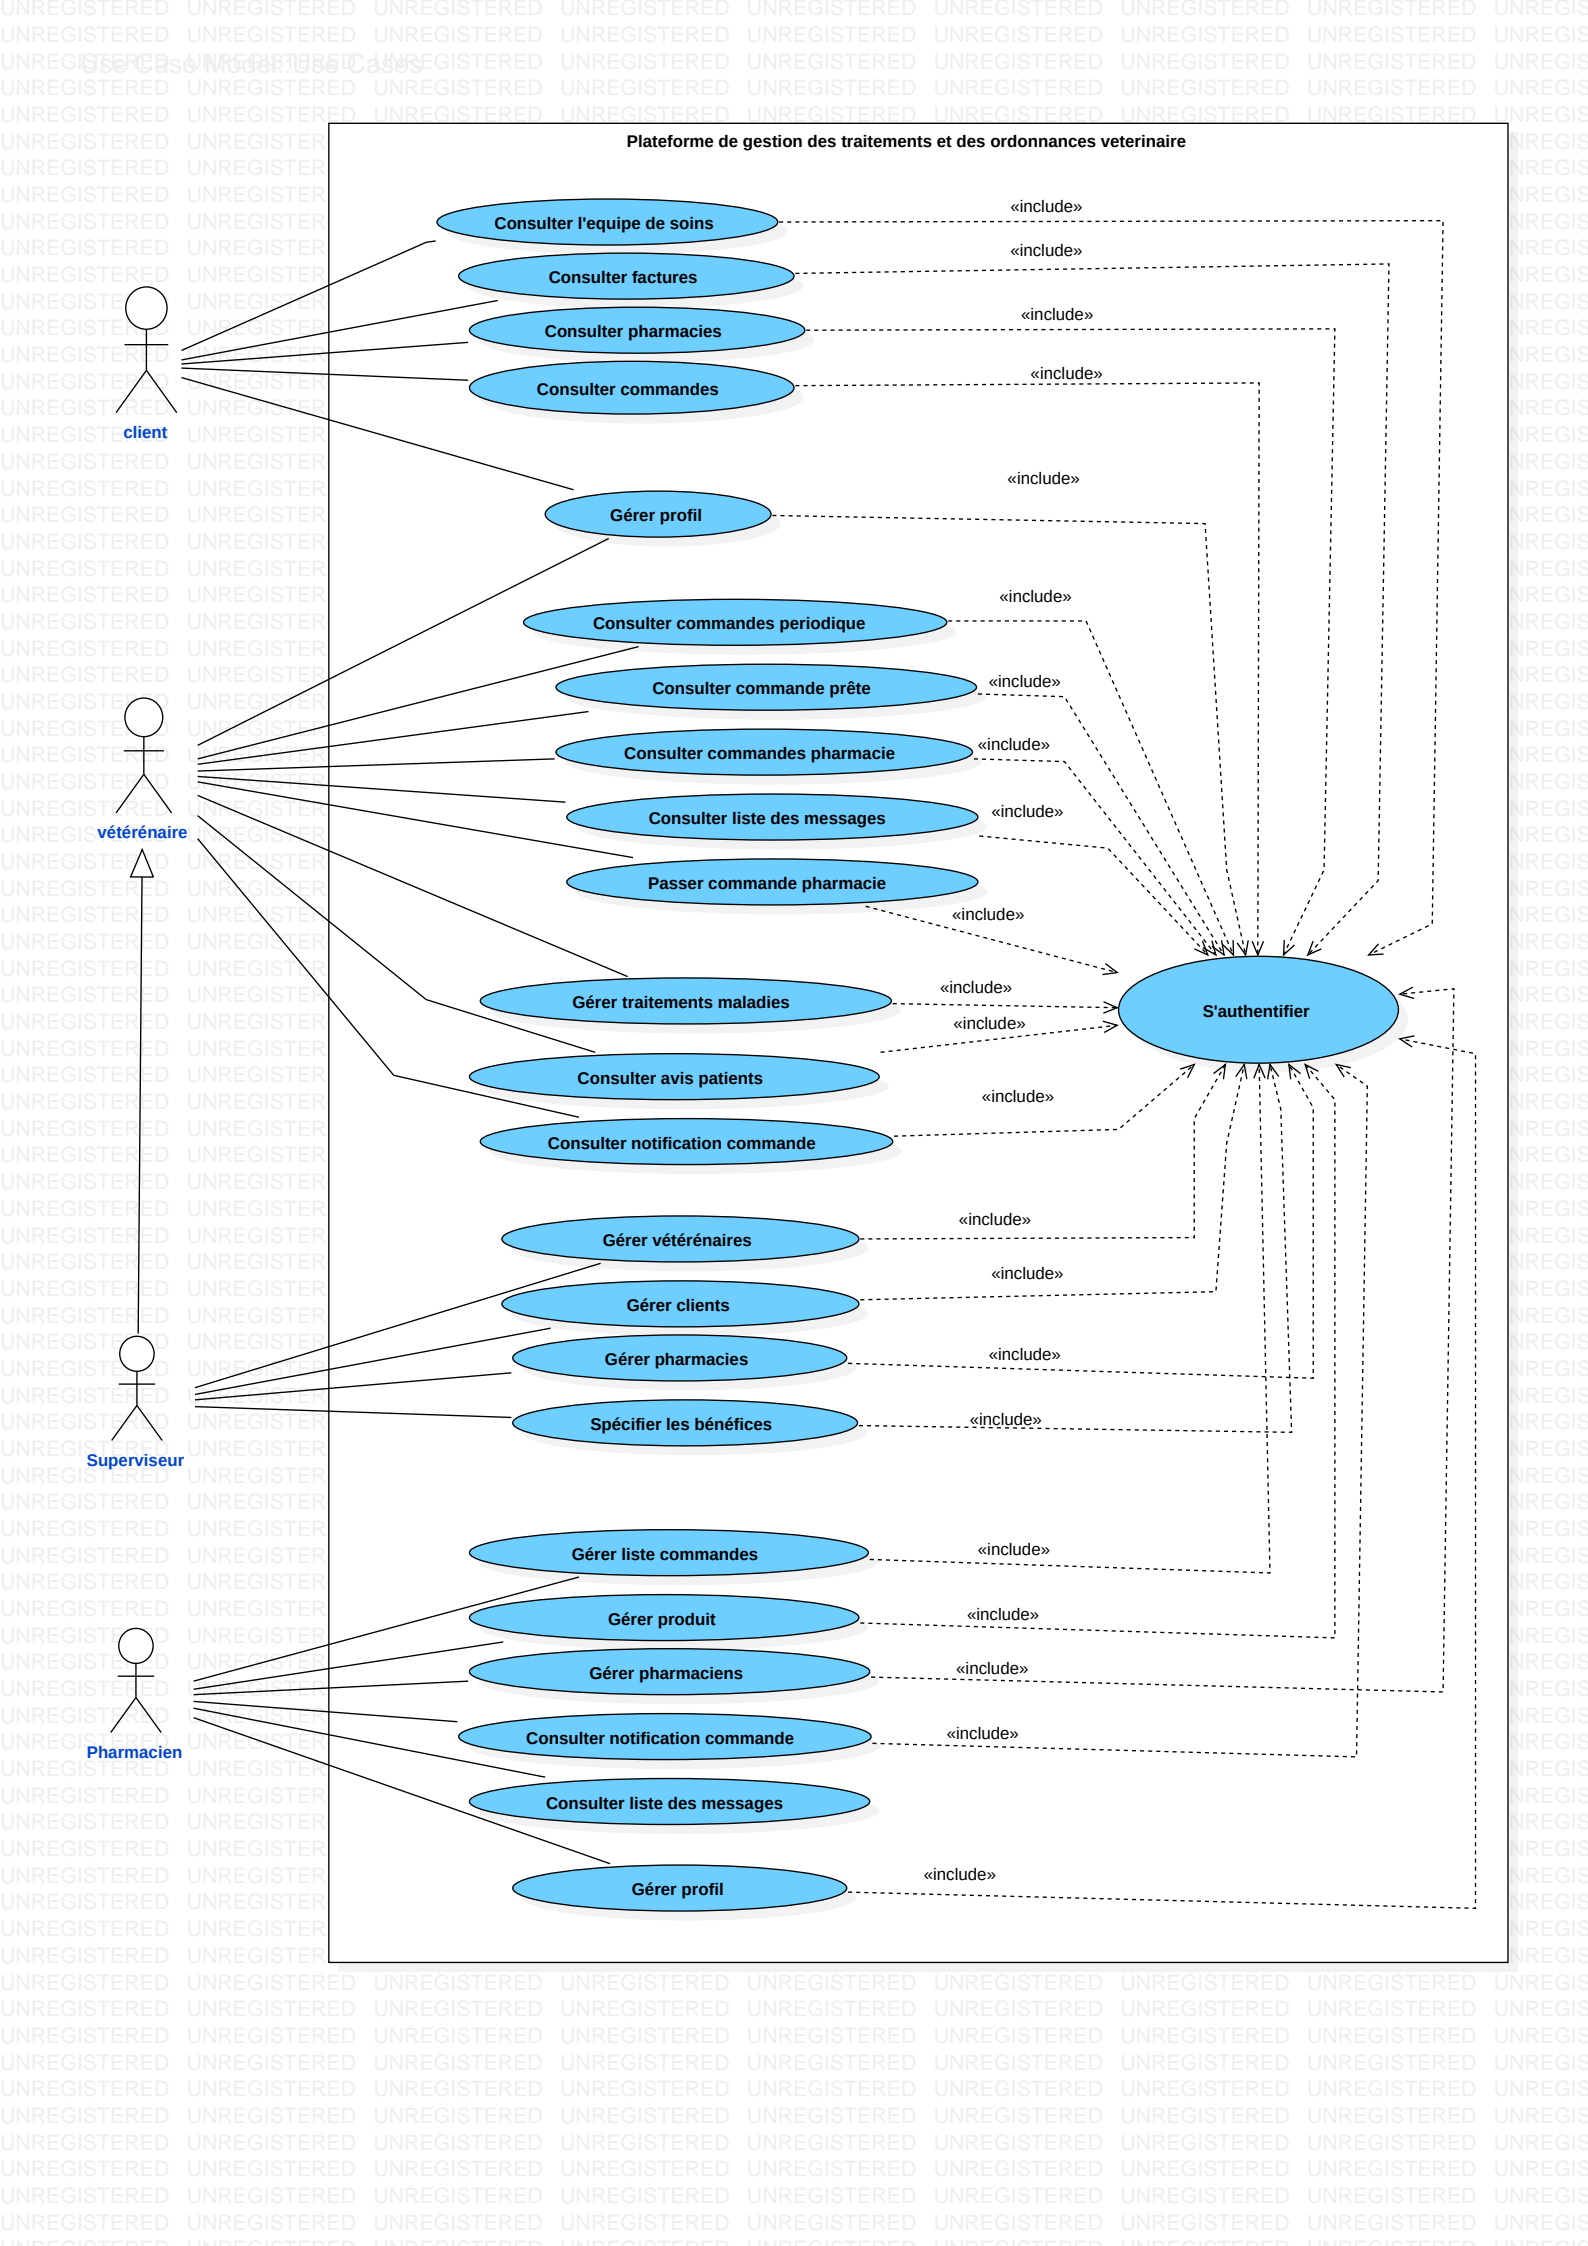 Use Case Model::Use Cases
Plateforme de gestion des traitements et des ordonnances veterinaire
Consulter l'equipe de soins
«include»
Consulter factures
«include»
Consulter pharmacies
«include»
Consulter commandes
«include»
client
Gérer profil
«include»
Consulter commandes periodique
«include»
Consulter commande prête
«include»
Consulter commandes pharmacie
«include»
Consulter liste des messages
«include»
vétérénaire
Passer commande pharmacie
«include»
Gérer traitements maladies
«include»
S'authentifier
«include»
Consulter avis patients
«include»
Consulter notification commande
Gérer vétérénaires
«include»
Gérer clients
«include»
Gérer pharmacies
«include»
Spécifier les bénéfices
«include»
Superviseur
Gérer liste commandes
«include»
Gérer produit
«include»
Gérer pharmaciens
«include»
Consulter notification commande
«include»
Pharmacien
Consulter liste des messages
Gérer profil
«include»
UNREGISTERED